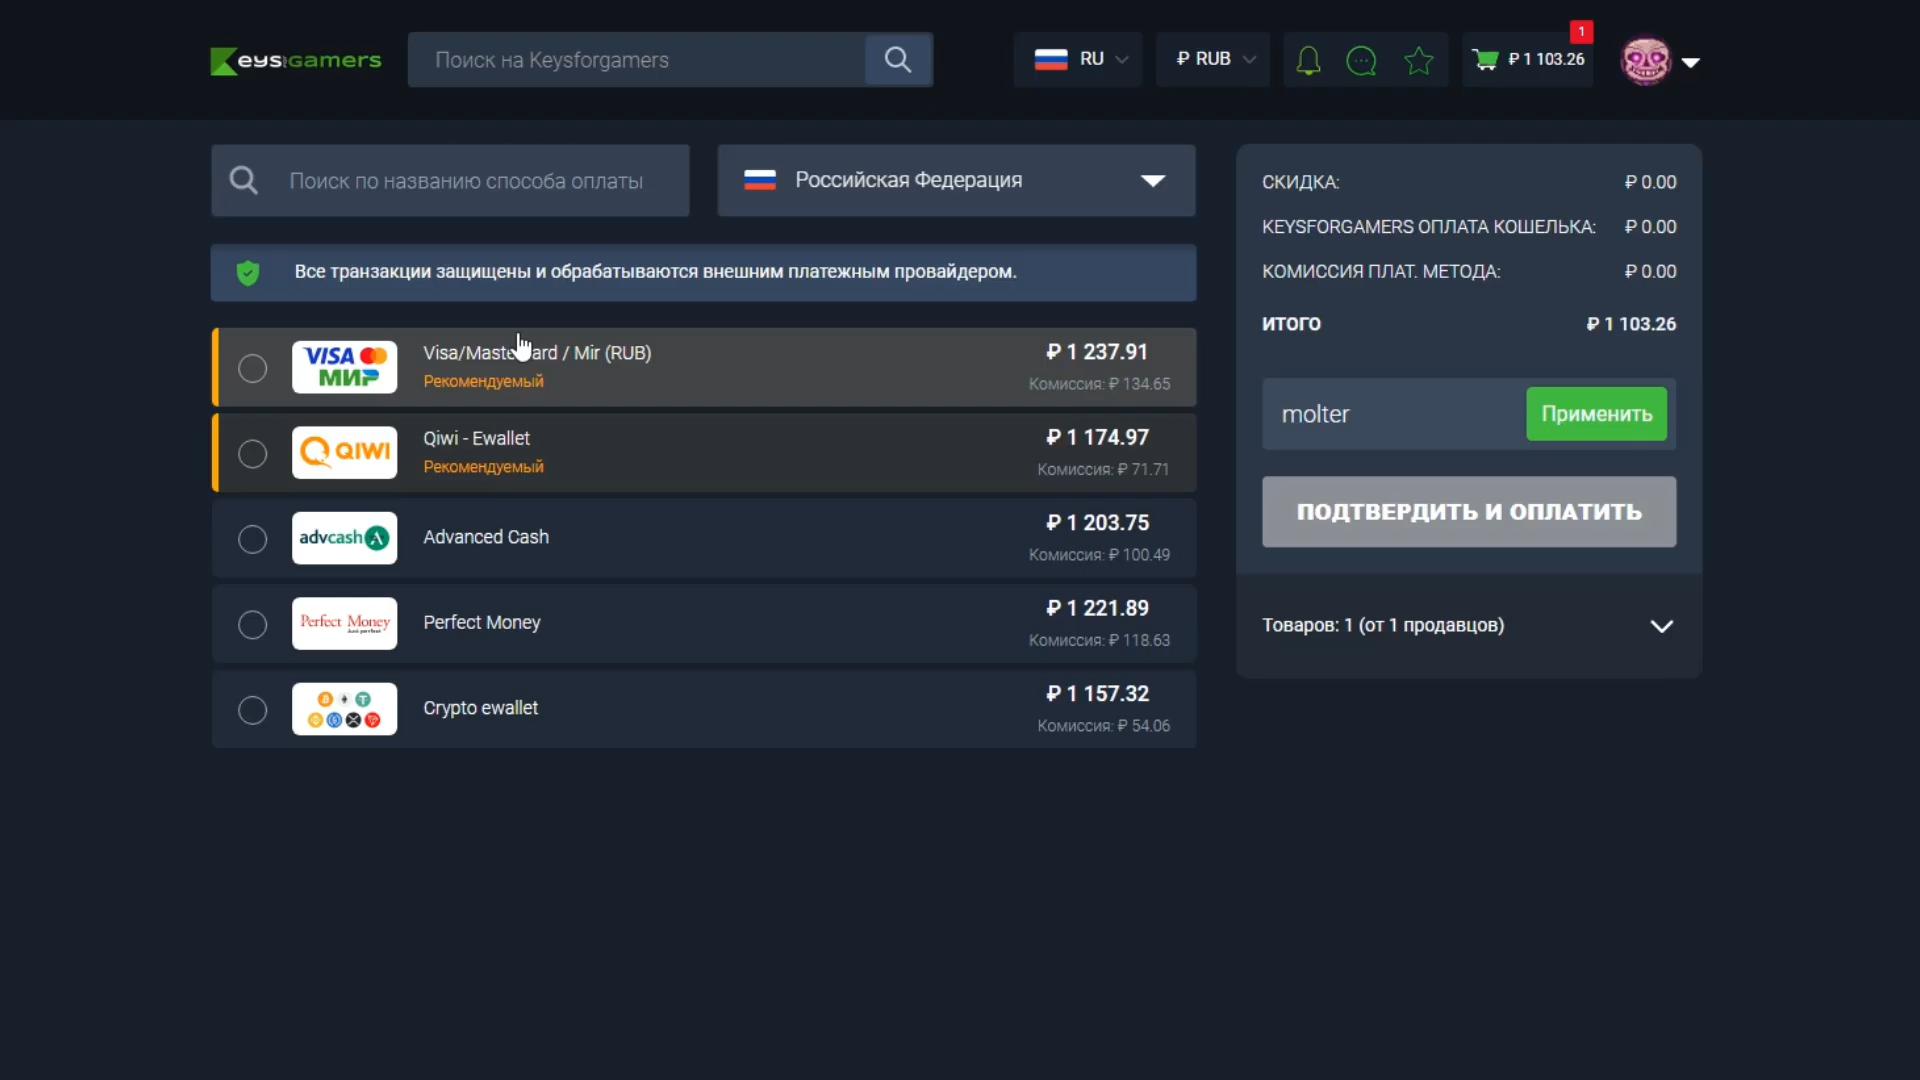 Keysforgamers
Поиск на Keysforgamers
RU
₽ RUB
1
₽ 1 103.26
Поиск по названию способа оплаты
Российская Федерация
Все транзакции защищены и обрабатываются внешним платежным провайдером.
VISA
МИР
Visa/MasterCard / Mir (RUB)
Рекомендуемый
₽ 1 237.91
Комиссия: ₽ 134.65
QIWI
Qiwi - Ewallet
Рекомендуемый
₽ 1 174.97
Комиссия: ₽ 71.71
advcash
Advanced Cash
₽ 1 203.75
Комиссия: ₽ 100.49
Perfect Money
Just perfect
Perfect Money
₽ 1 221.89
Комиссия: ₽ 118.63
Crypto ewallet
₽ 1 157.32
Комиссия: ₽ 54.06
СКИДКА: ₽ 0.00
KEYSFORGAMERS ОПЛАТА КОШЕЛЬКА: ₽ 0.00
КОМИССИЯ ПЛАТ. МЕТОДА: ₽ 0.00
ИТОГО ₽ 1 103.26
molter
Применить
ПОДТВЕРДИТЬ И ОПЛАТИТЬ
Товаров: 1 (от 1 продавцов)